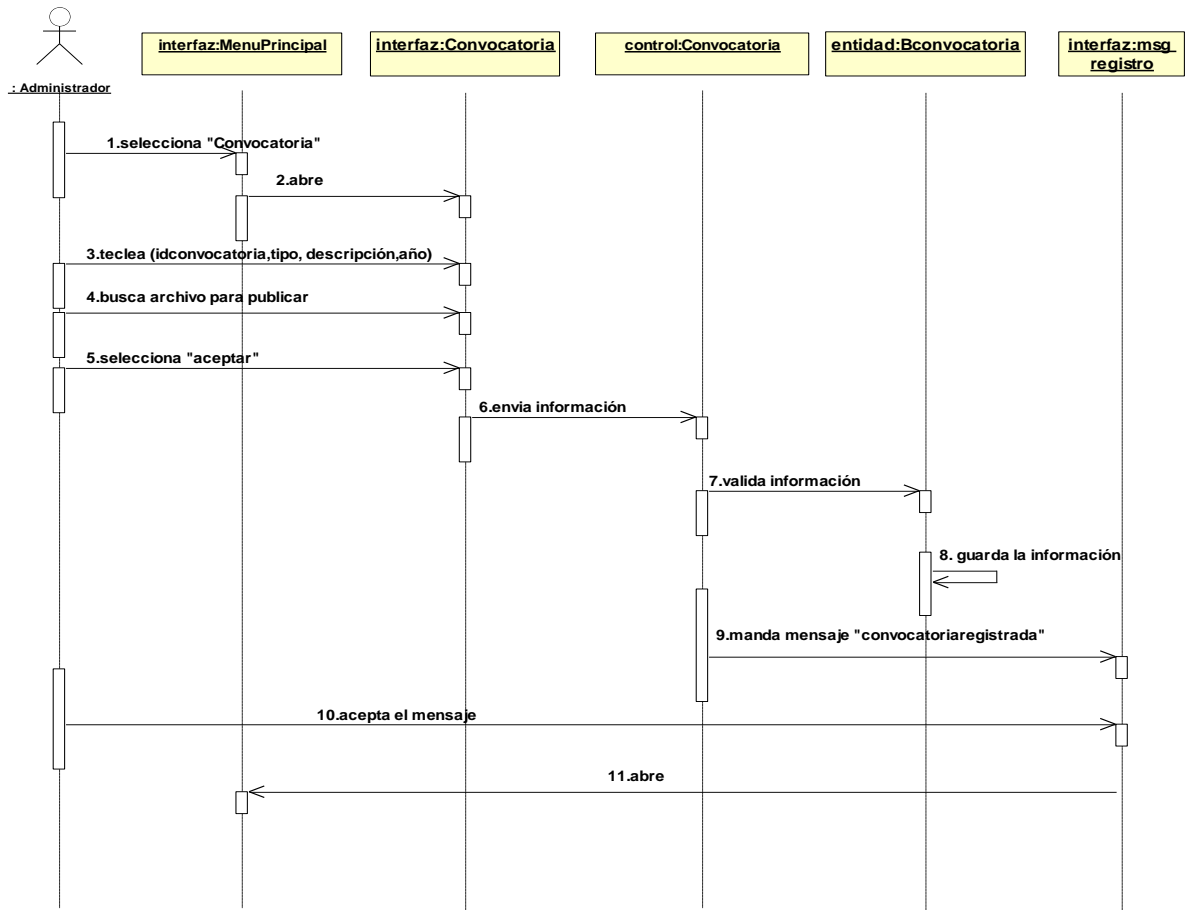 interfaz:MenuPrincipal
interfaz:Convocatoria
control:Convocatoria
entidad:Bconvocatoria
interfaz:msg
registro
: Administrador
1.selecciona "Convocatoria"
2.abre
3.teclea (idconvocatoria,tipo, descripción,año)
4.busca archivo para publicar
5.selecciona "aceptar"
6.envia información
7.valida información
8. guarda la información
9.manda mensaje "convocatoriaregistrada"
10.acepta el mensaje
11.abre